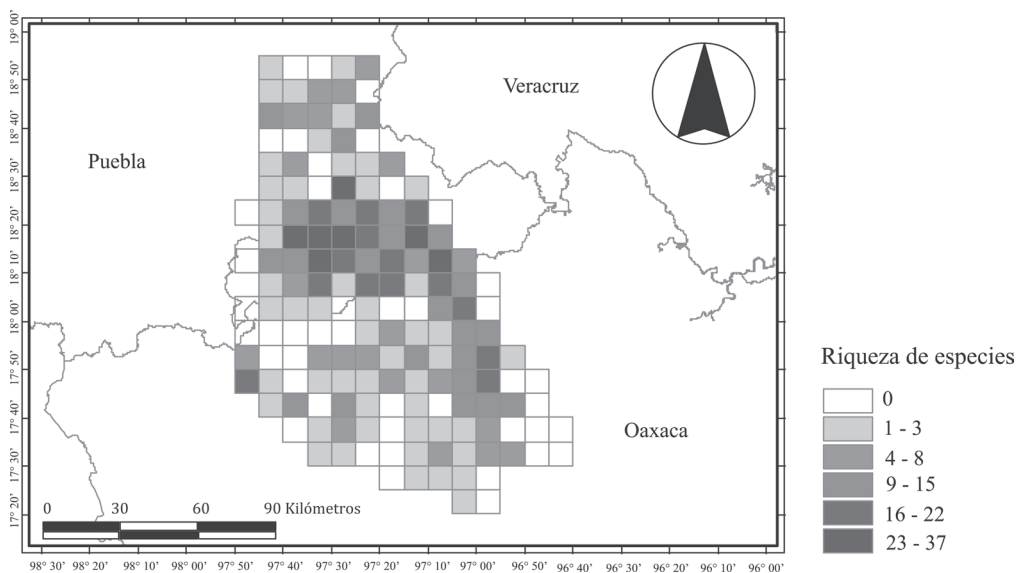 19° 00’
18° 50’
18° 40’
18° 30’
18° 20’
18° 10’
18° 00’
17° 50’
17° 40’
17° 30’
17° 20’
Veracruz
Puebla
Oaxaca
0 30 60 90 Kilómetros
98° 30’ 98° 20’ 98° 10’ 98° 00’ 97° 50’ 97° 40’ 97° 30’ 97° 20’ 97° 10’ 97° 00’ 96° 50’ 96° 40’ 96° 30’ 96° 20’ 96° 10’ 96° 00’
Riqueza de especies
0
1 - 3
4 - 8
9 - 15
16 - 22
23 - 37